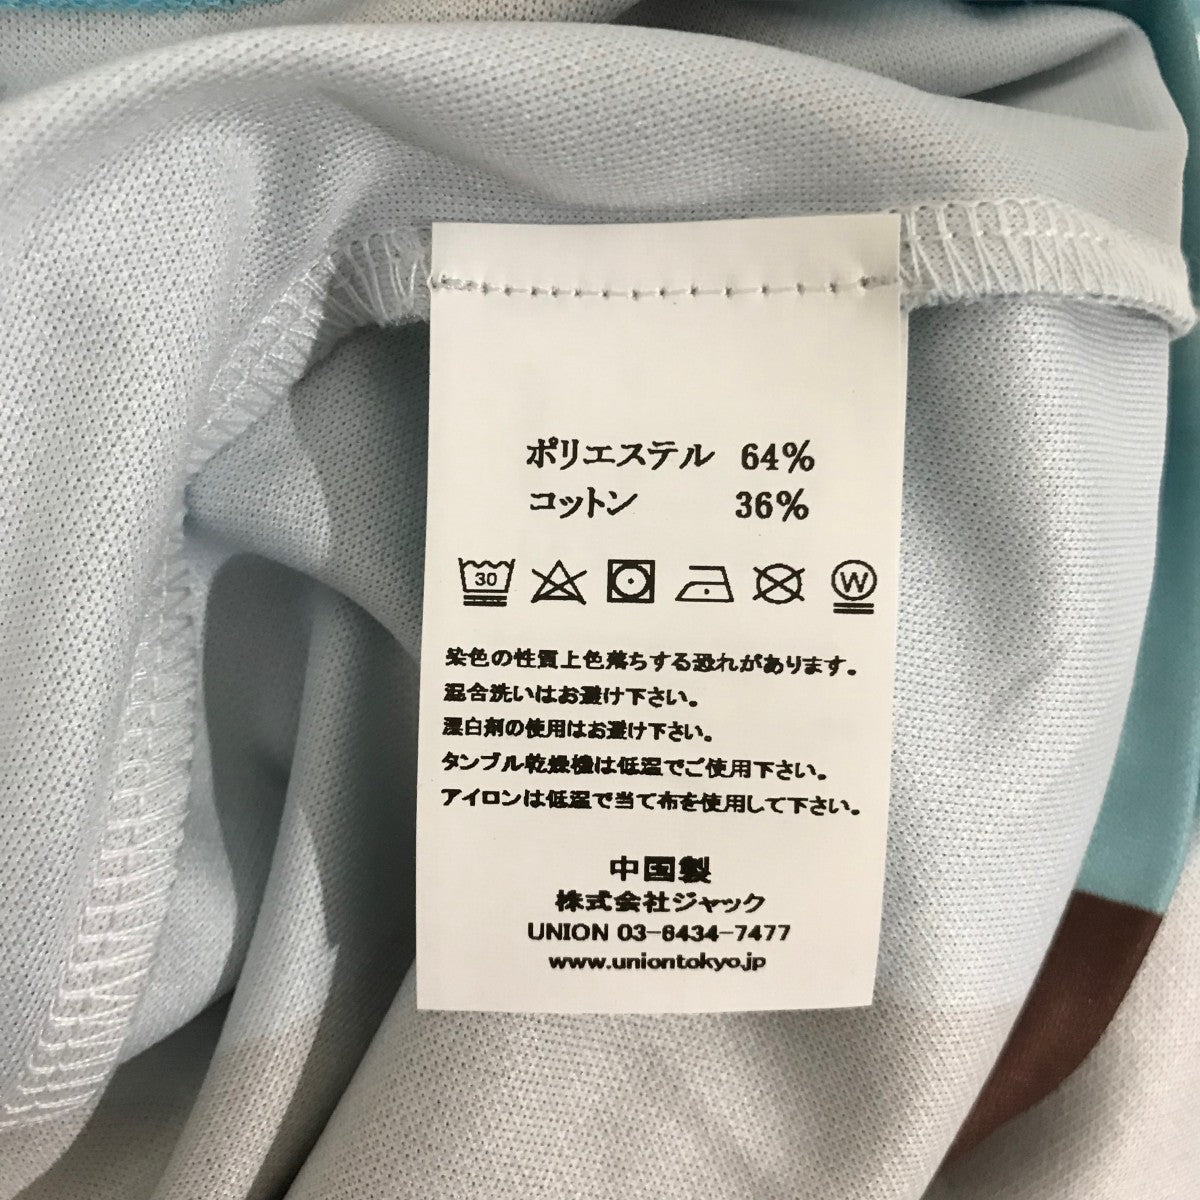 ポリエステル 64%
コットン 36%
30 W
染色の性質上色落ちする恐れがあります。
混合洗いはお避け下さい。
漂白剤の使用はお避け下さい。
タンブル乾燥機は低温でご使用下さい。
アイロンは低温で当て布を使用して下さい。
中国製
株式会社ジャック
UNION 03-6434-7477
www.uniontokyo.jp